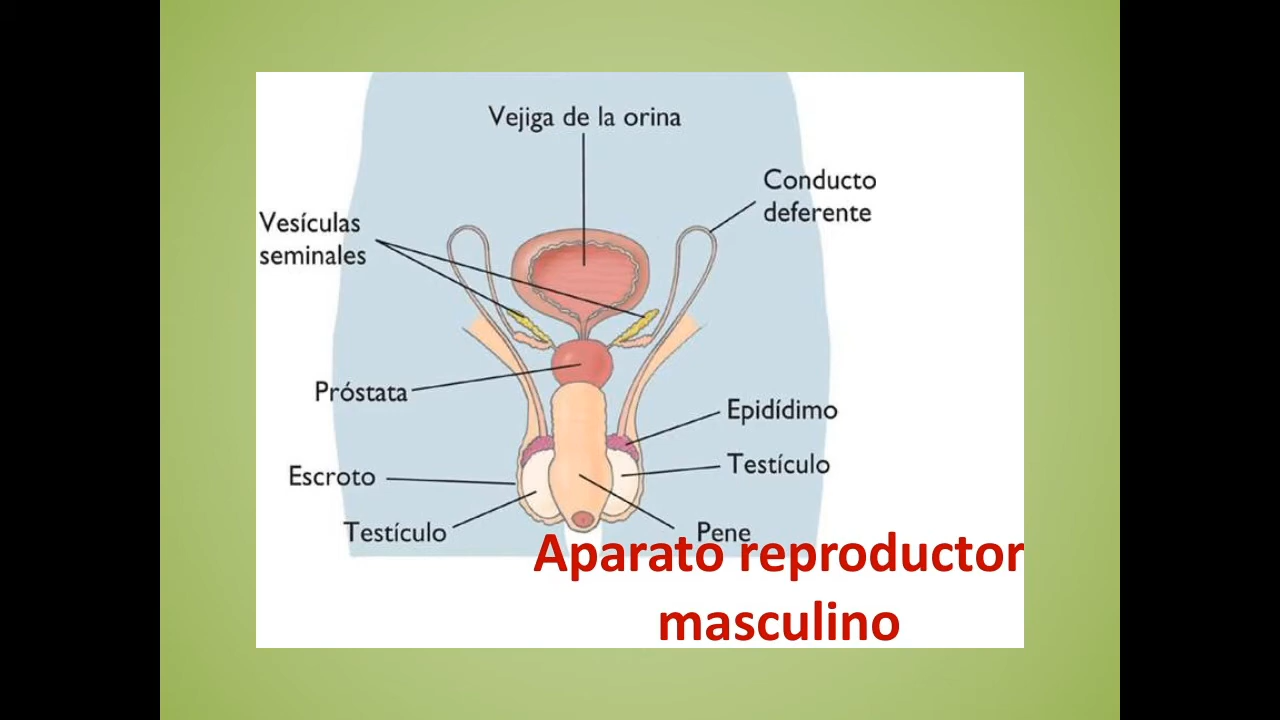 Vejiga de la orina
Conducto
deferente
Vesículas
seminales
Próstata
Epidídimo
Testículo
Escroto
Testículo
Pene
Aparato reproductor
masculino